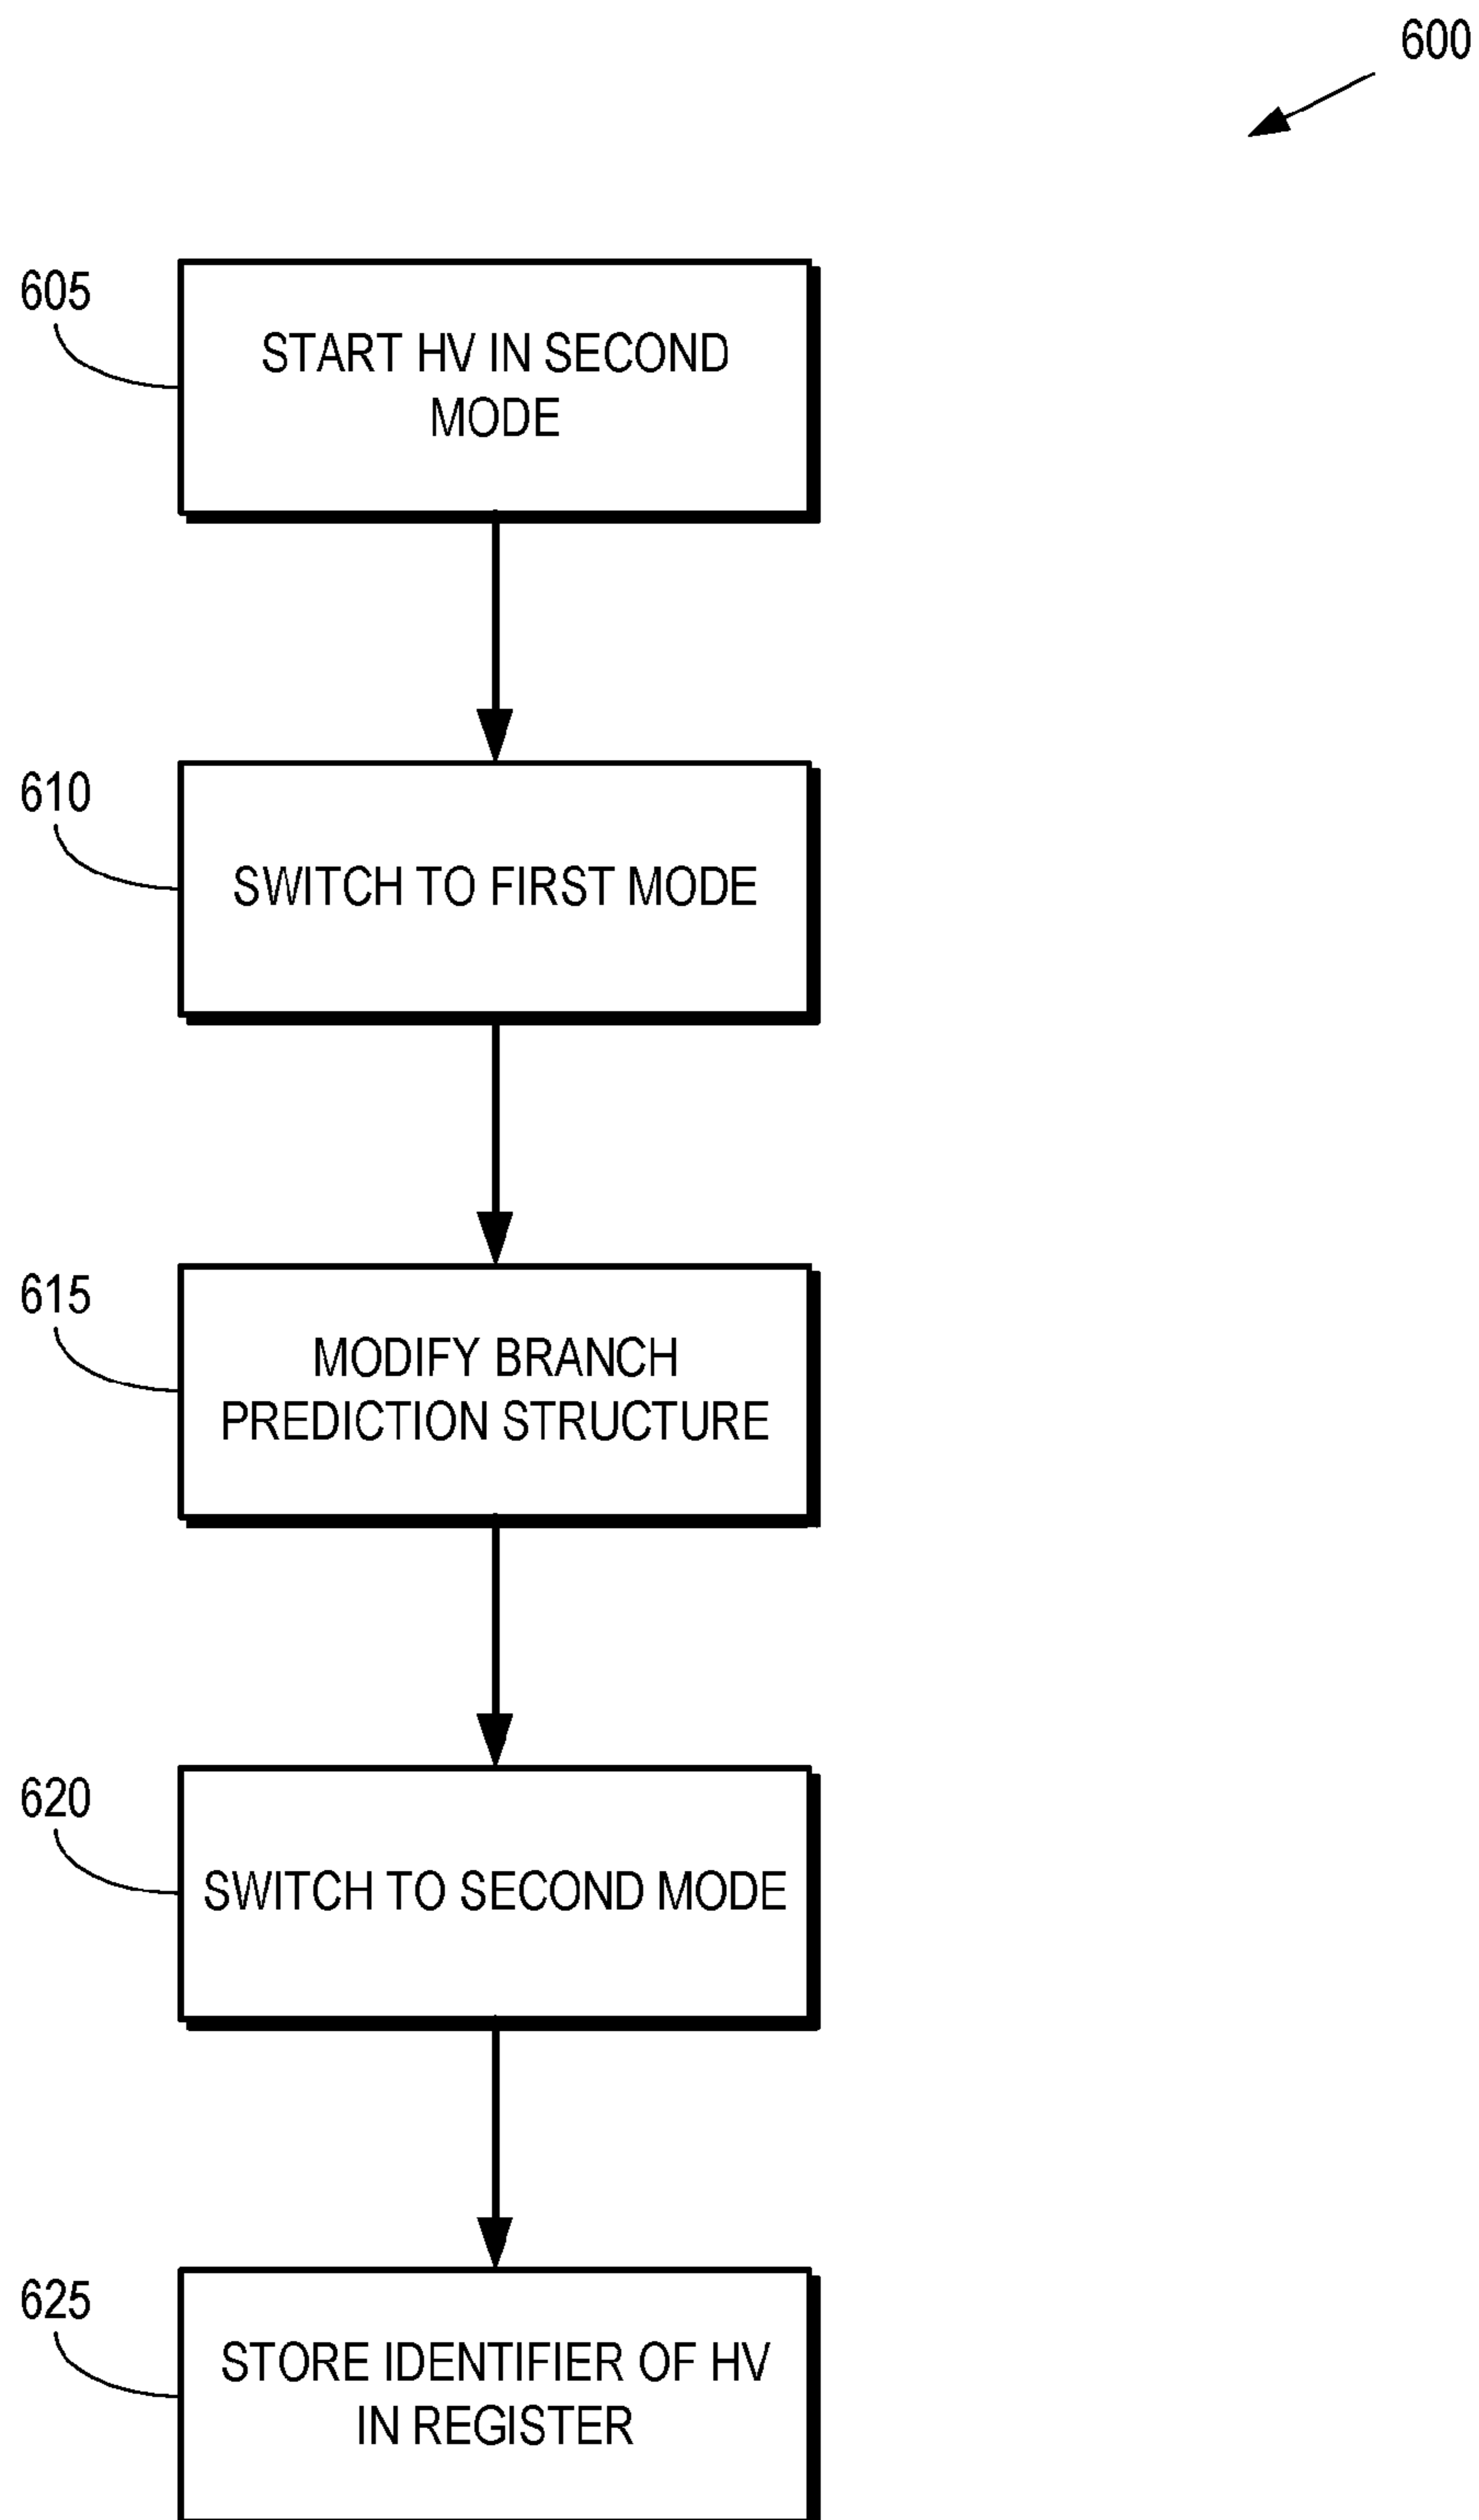 600
605
START HV IN SECOND
MODE
610
SWITCH TO FIRST MODE
615
MODIFY BRANCH
PREDICTION STRUCTURE
620
SWITCH TO SECOND MODE
625
STORE IDENTIFIER OF HV
IN REGISTER